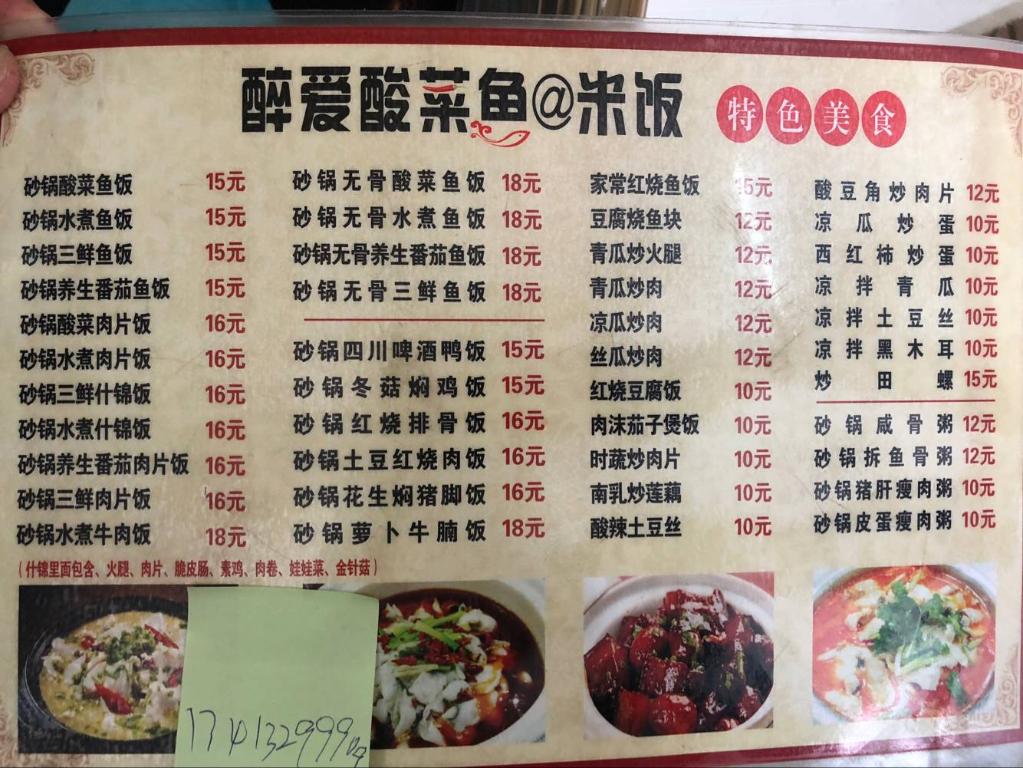 醉爱酸菜鱼@米饭 特色美食
砂锅酸菜鱼饭 15元
砂锅水煮鱼饭 15元
砂锅三鲜鱼饭 15元
砂锅养生番茄鱼饭 15元
砂锅酸菜肉片饭 16元
砂锅水煮肉片饭 16元
砂锅三鲜什锦饭 16元
砂锅水煮什锦饭 16元
砂锅养生番茄肉片饭 16元
砂锅三鲜肉片饭 16元
砂锅水煮牛肉饭 18元
(什锦里面包含、火腿、肉片、脆皮肠、素鸡、肉卷、娃娃菜、金针菇)
砂锅无骨酸菜鱼饭 18元
砂锅无骨水煮鱼饭 18元
砂锅无骨养生番茄鱼饭 18元
砂锅无骨三鲜鱼饭 18元
砂锅四川啤酒鸭饭 15元
砂锅冬菇焖鸡饭 15元
砂锅红烧排骨饭 16元
砂锅土豆红烧肉饭 16元
砂锅花生焖猪脚饭 16元
砂锅萝卜牛腩饭 18元
家常红烧鱼饭 15元
豆腐烧鱼块 12元
青瓜炒火腿 12元
青瓜炒肉 12元
凉瓜炒肉 12元
丝瓜炒肉 12元
红烧豆腐饭 10元
肉沫茄子煲饭 10元
时蔬炒肉片 10元
南乳炒莲藕 10元
酸辣土豆丝 10元
酸豆角炒肉片 12元
凉瓜炒蛋 10元
西红柿炒蛋 10元
凉拌青瓜 10元
凉拌土豆丝 10元
凉拌黑木耳 10元
炒田螺 15元
砂锅咸骨粥 12元
砂锅拆鱼骨粥 12元
砂锅猪肝瘦肉粥 10元
砂锅皮蛋瘦肉粥 10元